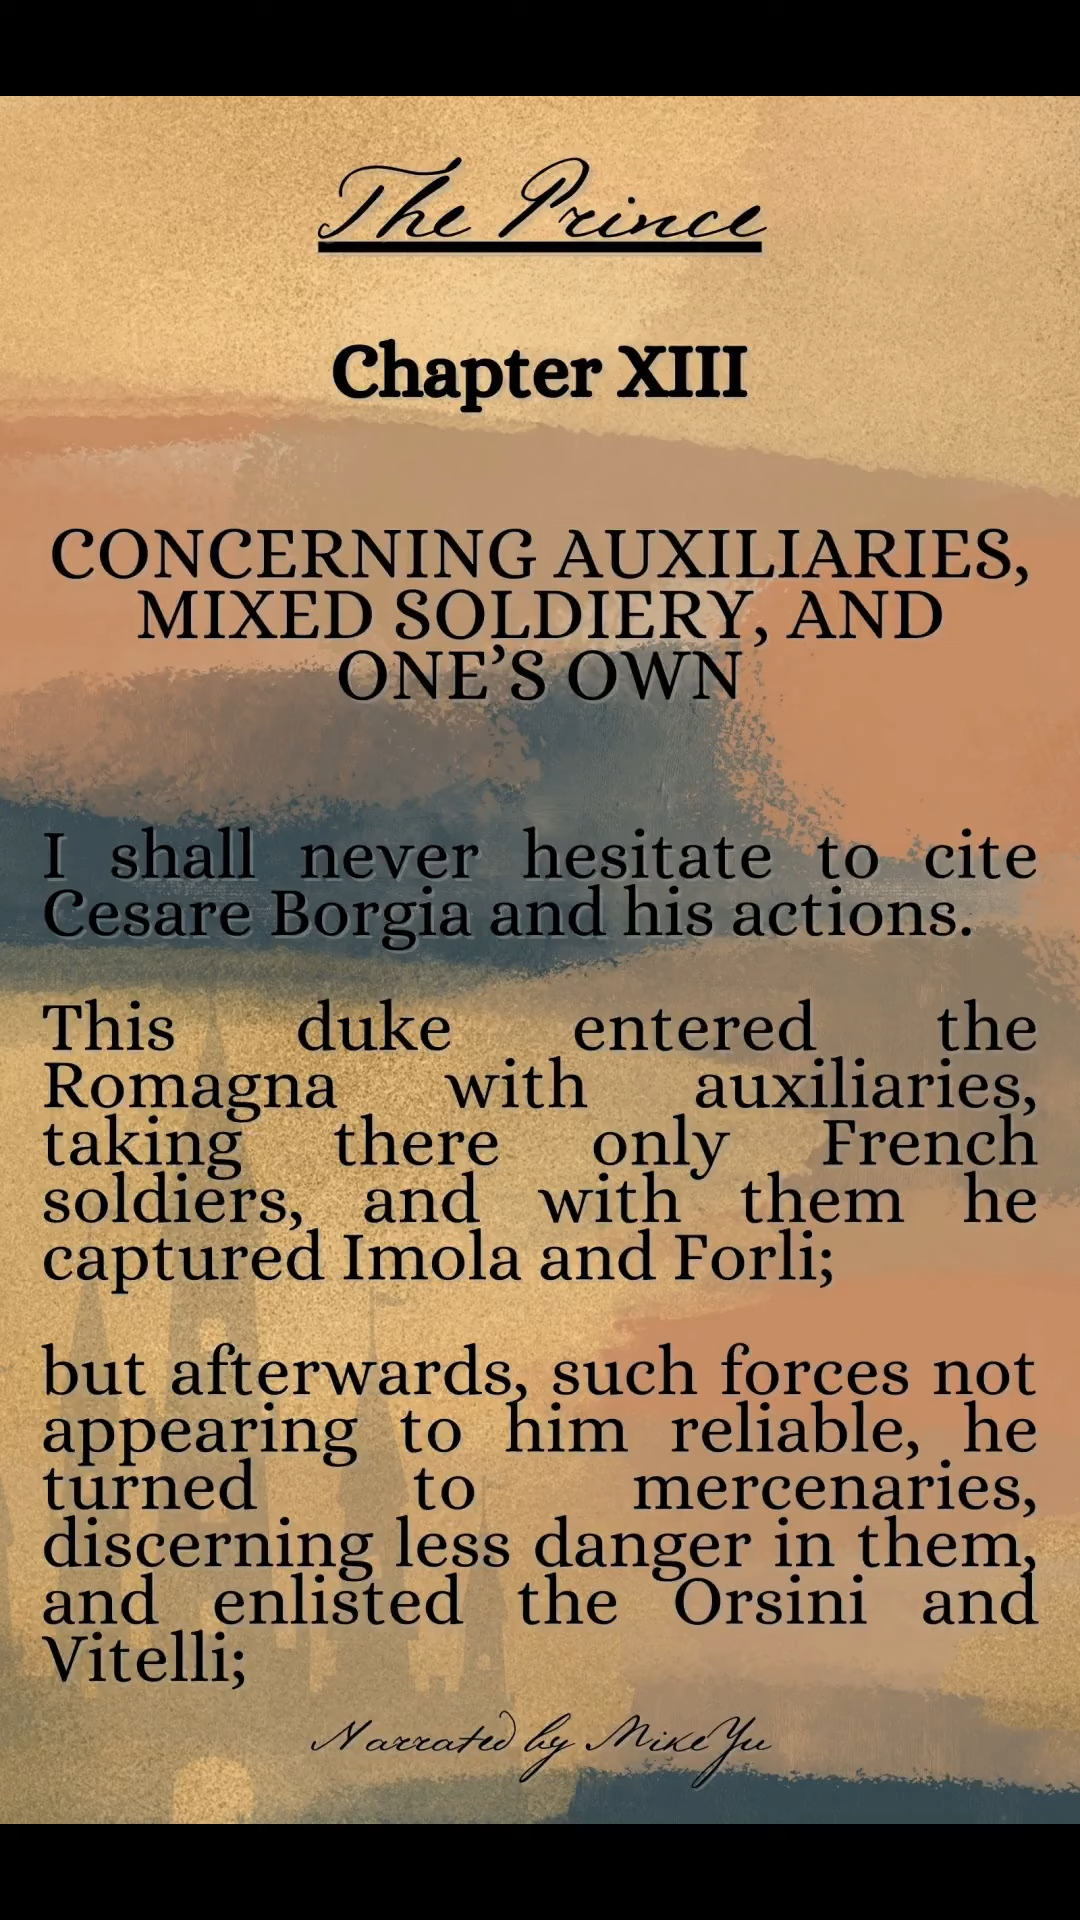 The Prince
Chapter XIII
CONCERNING AUXILIARIES,
MIXED SOLDIERY, AND
ONE’S OWN
I shall never hesitate to cite
Cesare Borgia and his actions.
This duke entered the
Romagna with auxiliaries,
taking there only French
soldiers, and with them he
captured Imola and Forli;
but afterwards, such forces not
appearing to him reliable, he
turned to mercenaries,
discerning less danger in them,
and enlisted the Orsini and
Vitelli;
Narrated by Mike Yu